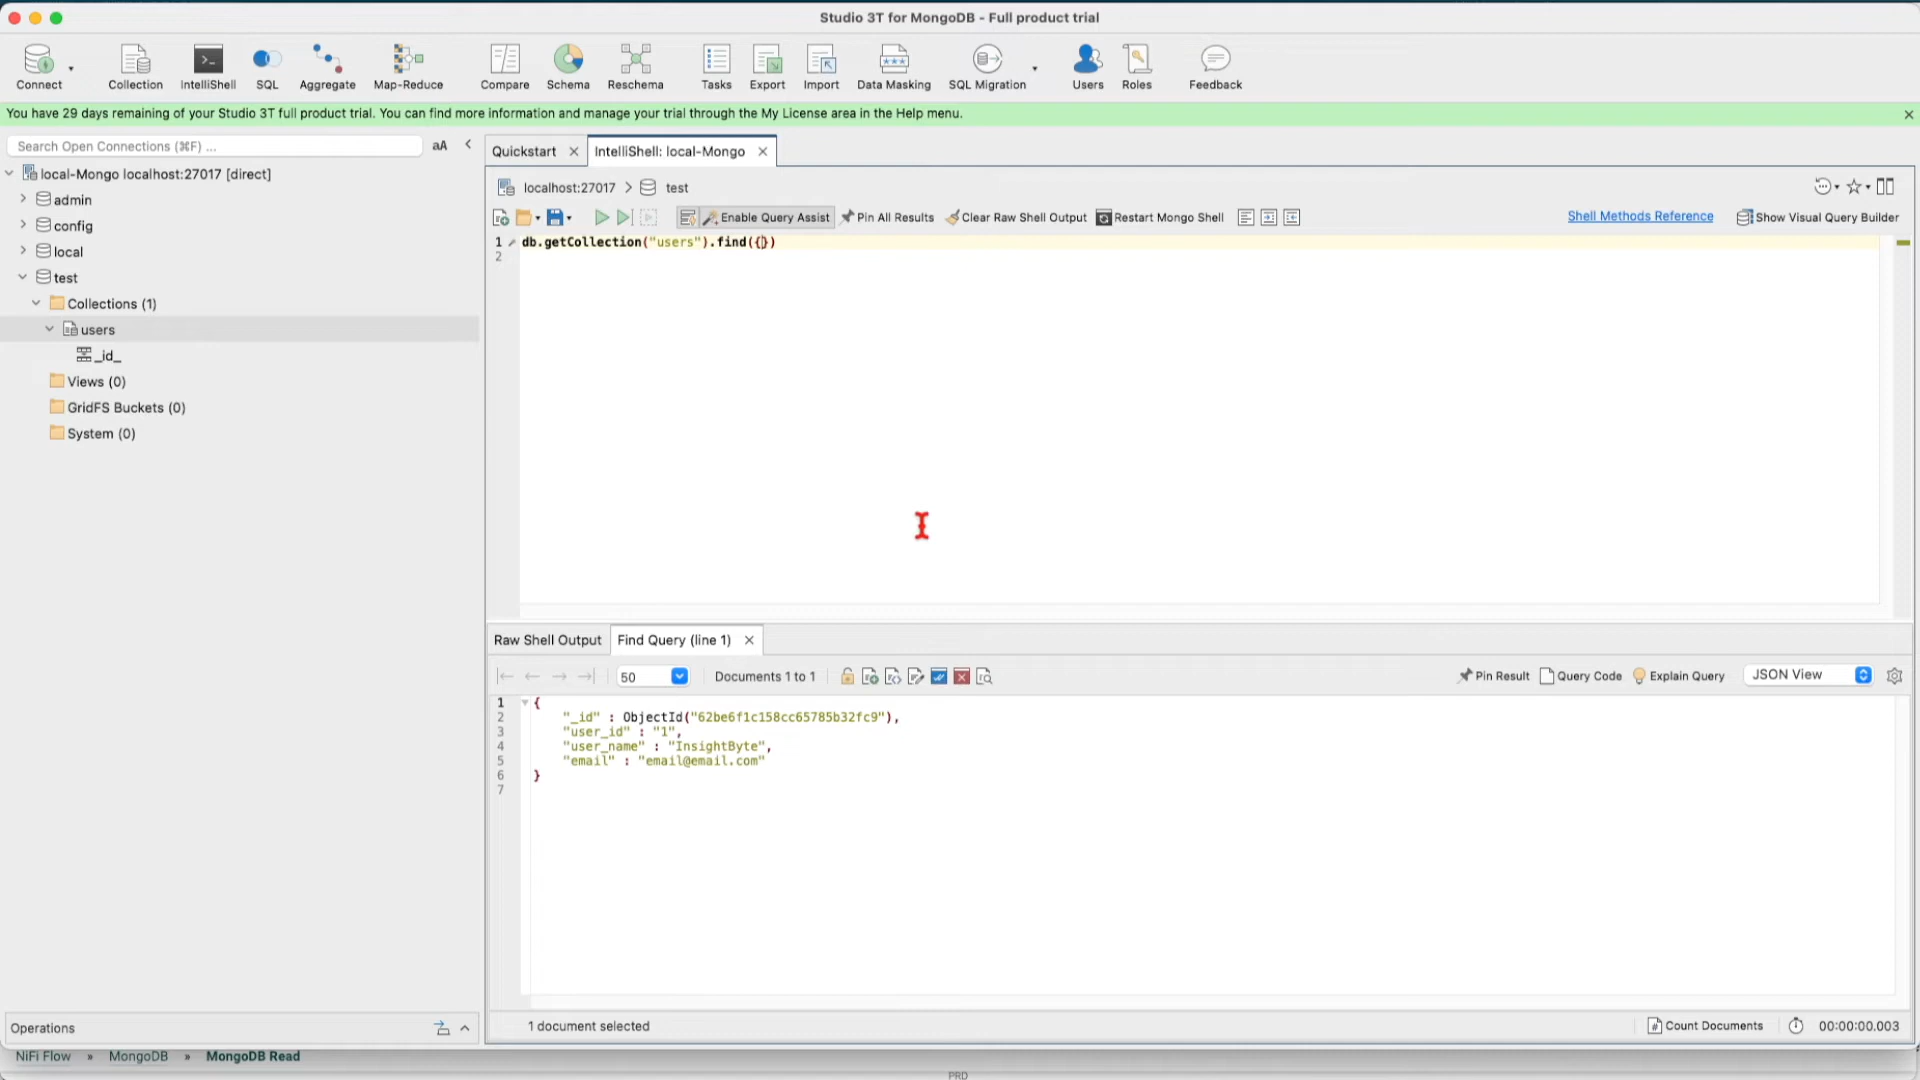 Studio 3T for MongoDB - Full product trial
Connect Collection IntelliShell SQL Aggregate Map-Reduce Compare Schema Reschema Tasks Export Import Data Masking SQL Migration Users Roles Feedback
You have 29 days remaining of your Studio 3T full product trial. You can find more information and manage your trial through the My License area in the Help menu.
Search Open Connections (⌘F) ... aA
local-Mongo localhost:27017 [direct]
admin
config
local
test
Collections (1)
users
_id_
Views (0)
GridFS Buckets (0)
System (0)
Operations
Quickstart IntelliShell: local-Mongo
localhost:27017 test
Enable Query Assist Pin All Results Clear Raw Shell Output Restart Mongo Shell Shell Methods Reference Show Visual Query Builder
1 db.getCollection("users").find({})
2
Raw Shell Output Find Query (line 1)
50 Documents 1 to 1 Pin Result Query Code Explain Query JSON View
1 {
2 "_id" : ObjectId("62be6f1c158cc65785b32fc9"),
3 "user_id" : "1",
4 "user_name" : "InsightByte",
5 "email" : "email@email.com"
6 }
7
1 document selected Count Documents 00:00:00.003
NiFi Flow » MongoDB » MongoDB Read
PRD